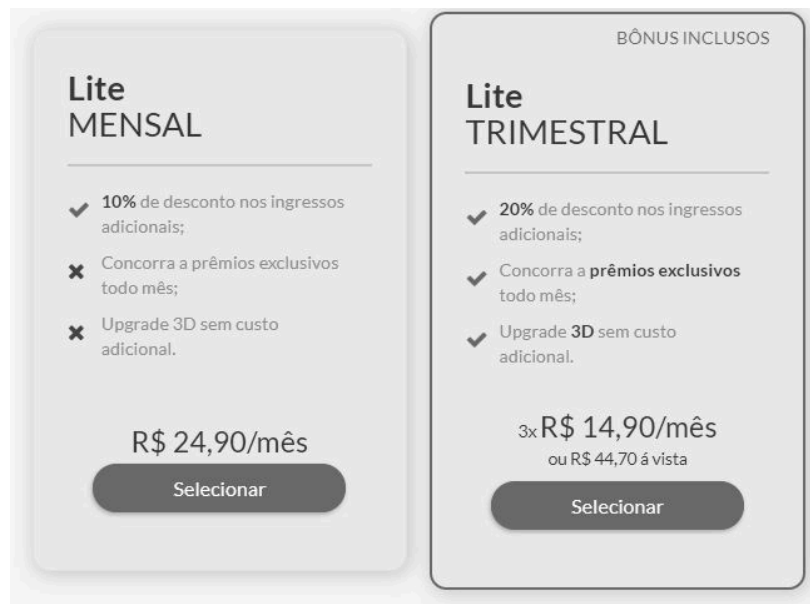 Lite
MENSAL
10% de desconto nos ingressos
adicionais;
Concorra a prêmios exclusivos
todo mês;
Upgrade 3D sem custo
adicional.
R$ 24,90/mês
Selecionar
BÔNUS INCLUSOS
Lite
TRIMESTRAL
20% de desconto nos ingressos
adicionais;
Concorra a prêmios exclusivos
todo mês;
Upgrade 3D sem custo
adicional.
3x R$ 14,90/mês
ou R$ 44,70 á vista
Selecionar